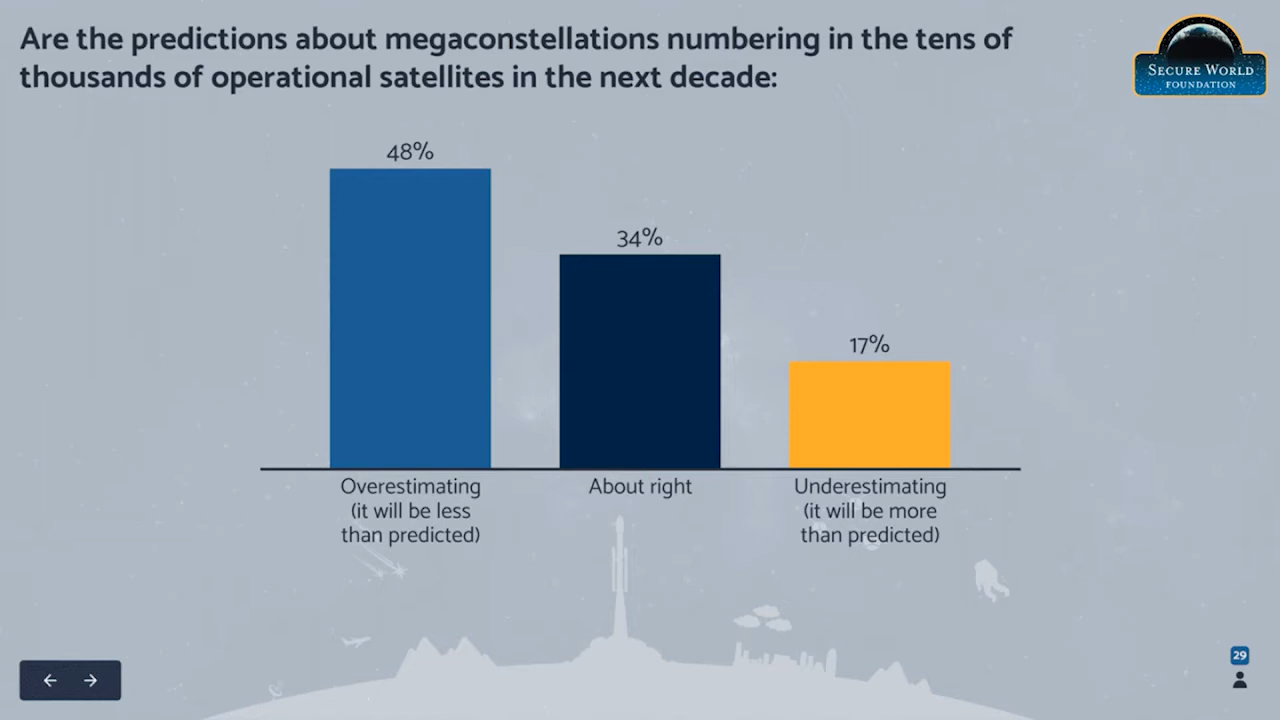 Are the predictions about megaconstellations numbering in the tens of
thousands of operational satellites in the next decade:
SECURE WORLD
FOUNDATION
48%
34%
17%
Overestimating
(it will be less
than predicted)
About right
Underestimating
(it will be more
than predicted)
29